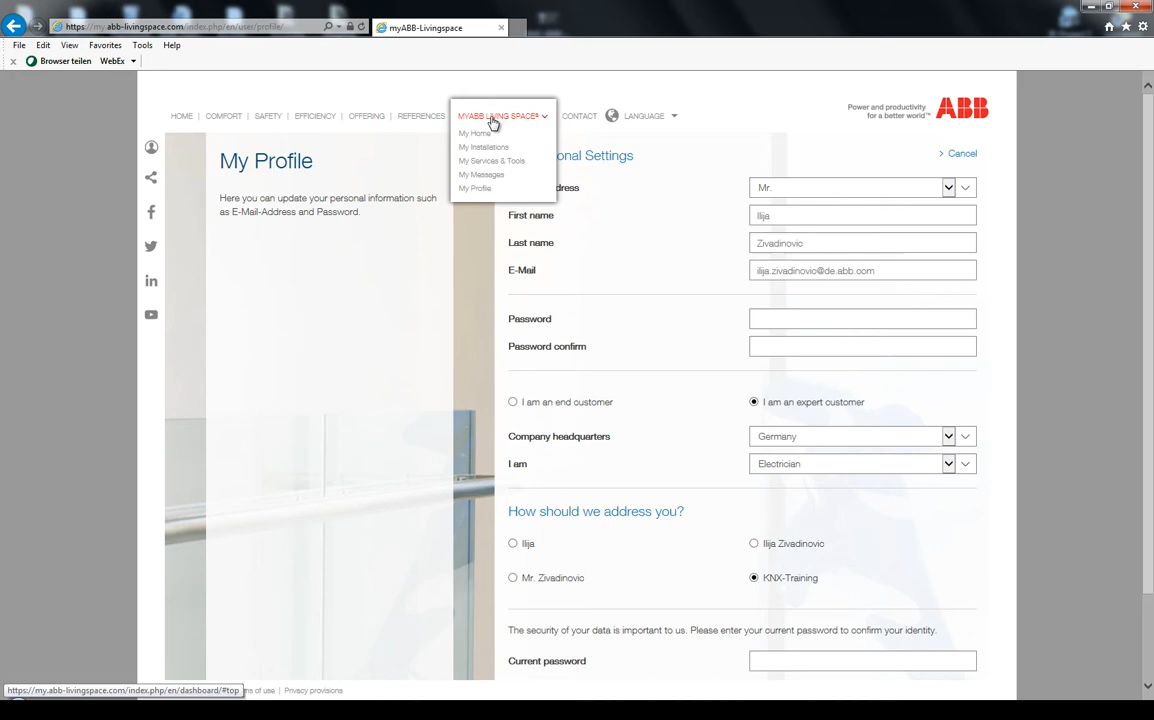 https://my.abb-livingspace.com/index.php/en/user/profile/
myABB-Livingspace
File Edit View Favorites Tools Help
x Browser teilen WebEx
HOME | COMFORT | SAFETY | EFFICIENCY | OFFERING | REFERENCES MYABB LIVING SPACE® CONTACT LANGUAGE
Power and productivity
for a better world™
ABB
My Home
My Installations
My Services & Tools
My Messages
My Profile
My Profile
Here you can update your personal information such
as E-Mail-Address and Password.
onal Settings
> Cancel
dress Mr.
First name Ilija
Last name Zivadinovic
E-Mail ilija.zivadinovic@de.abb.com
Password
Password confirm
I am an end customer I am an expert customer
Company headquarters Germany
I am Electrician
How should we address you?
Ilija Ilija Zivadinovic
Mr. Zivadinovic KNX-Training
The security of your data is important to us. Please enter your current password to confirm your identity.
Current password
https://my.abb-livingspace.com/index.php/en/dashboard/#top ms of use | Privacy provisions